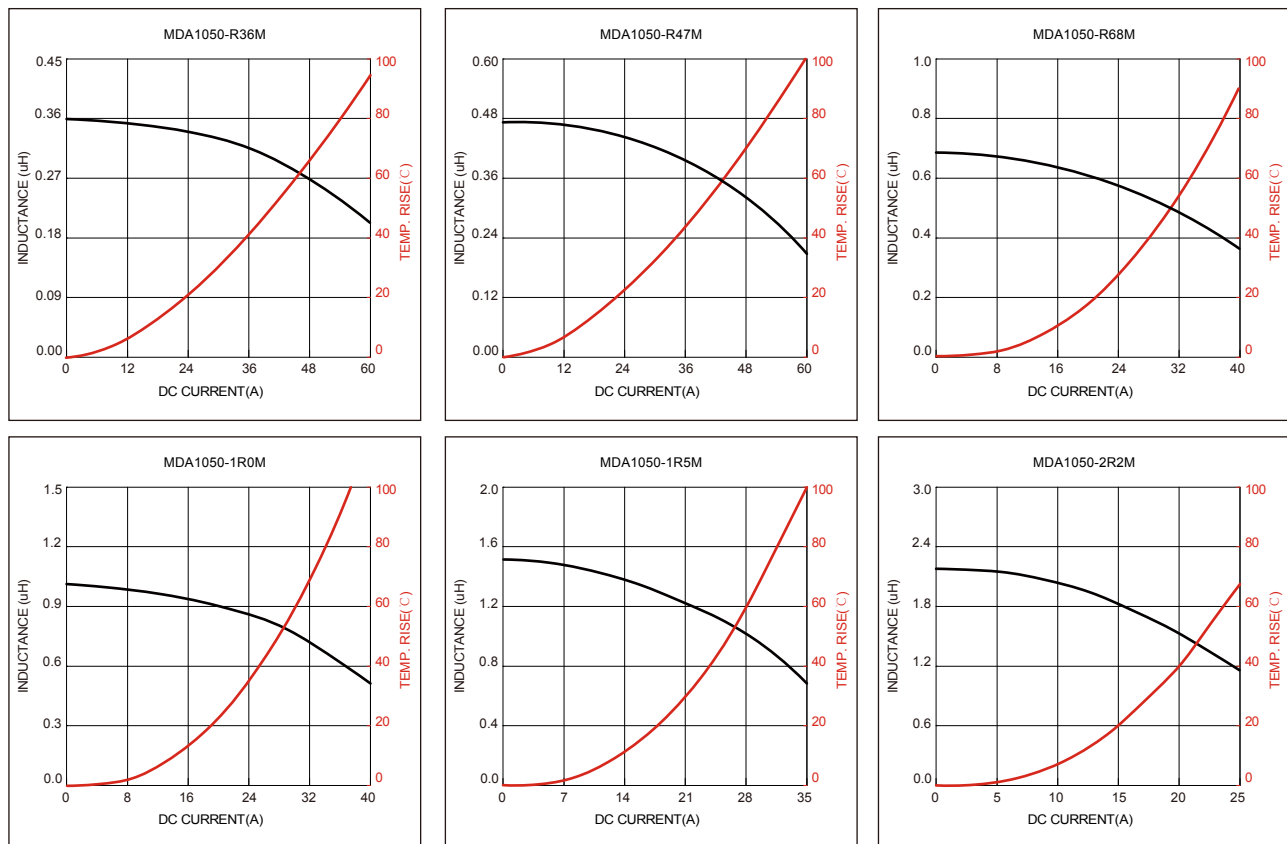 MDA1050-R36M
INDUCTANCE (uH)
0.45
0.36
0.27
0.18
0.09
0.00
100
80
60
40
20
0
TEMP. RISE(℃)
0 12 24 36 48 60
DC CURRENT(A)
MDA1050-R47M
INDUCTANCE (uH)
0.60
0.48
0.36
0.24
0.12
0.00
100
80
60
40
20
0
TEMP. RISE(℃)
0 12 24 36 48 60
DC CURRENT(A)
MDA1050-R68M
INDUCTANCE (uH)
1.0
0.8
0.6
0.4
0.2
0.0
100
80
60
40
20
0
TEMP. RISE(℃)
0 8 16 24 32 40
DC CURRENT(A)
MDA1050-1R0M
INDUCTANCE (uH)
1.5
1.2
0.9
0.6
0.3
0.0
100
80
60
40
20
0
TEMP. RISE(℃)
0 8 16 24 32 40
DC CURRENT(A)
MDA1050-1R5M
INDUCTANCE (uH)
2.0
1.6
1.2
0.8
0.4
0.0
100
80
60
40
20
0
TEMP. RISE(℃)
0 7 14 21 28 35
DC CURRENT(A)
MDA1050-2R2M
INDUCTANCE (uH)
3.0
2.4
1.8
1.2
0.6
0.0
100
80
60
40
20
0
TEMP. RISE(℃)
0 5 10 15 20 25
DC CURRENT(A)